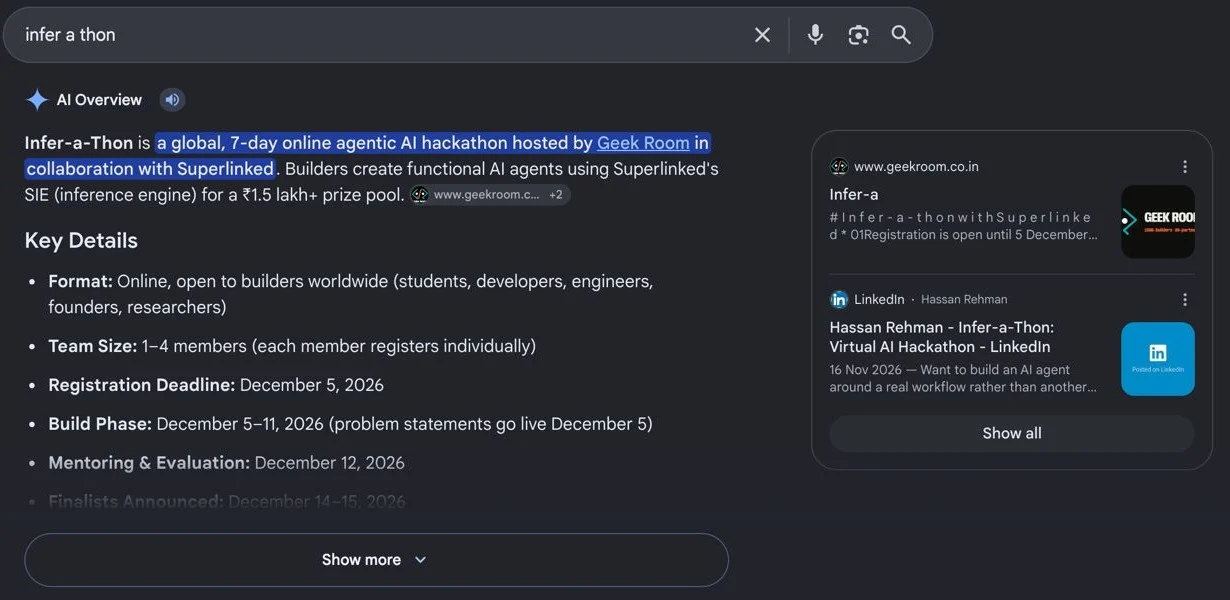 infer a thon
AI Overview
Infer-a-Thon is a global, 7-day online agentic AI hackathon hosted by Geek Room in
collaboration with Superlinked. Builders create functional AI agents using Superlinked's
SIE (inference engine) for a ₹1.5 lakh+ prize pool. www.geekroom.c... +2
Key Details
• Format: Online, open to builders worldwide (students, developers, engineers,
founders, researchers)
• Team Size: 1–4 members (each member registers individually)
• Registration Deadline: December 5, 2026
• Build Phase: December 5–11, 2026 (problem statements go live December 5)
• Mentoring & Evaluation: December 12, 2026
• Finalists Announced: December 14–15, 2026
Show more
www.geekroom.co.in
Infer-a
# I n f e r - a - t h o n w i t h S u p e r l i n k e
d * 01Registration is open until 5 December...
GEEK ROO
LinkedIn · Hassan Rehman
Hassan Rehman - Infer-a-Thon:
Virtual AI Hackathon - LinkedIn
16 Nov 2026 — Want to build an AI agent
around a real workflow rather than another...
in
Posted on LinkedIn
Show all